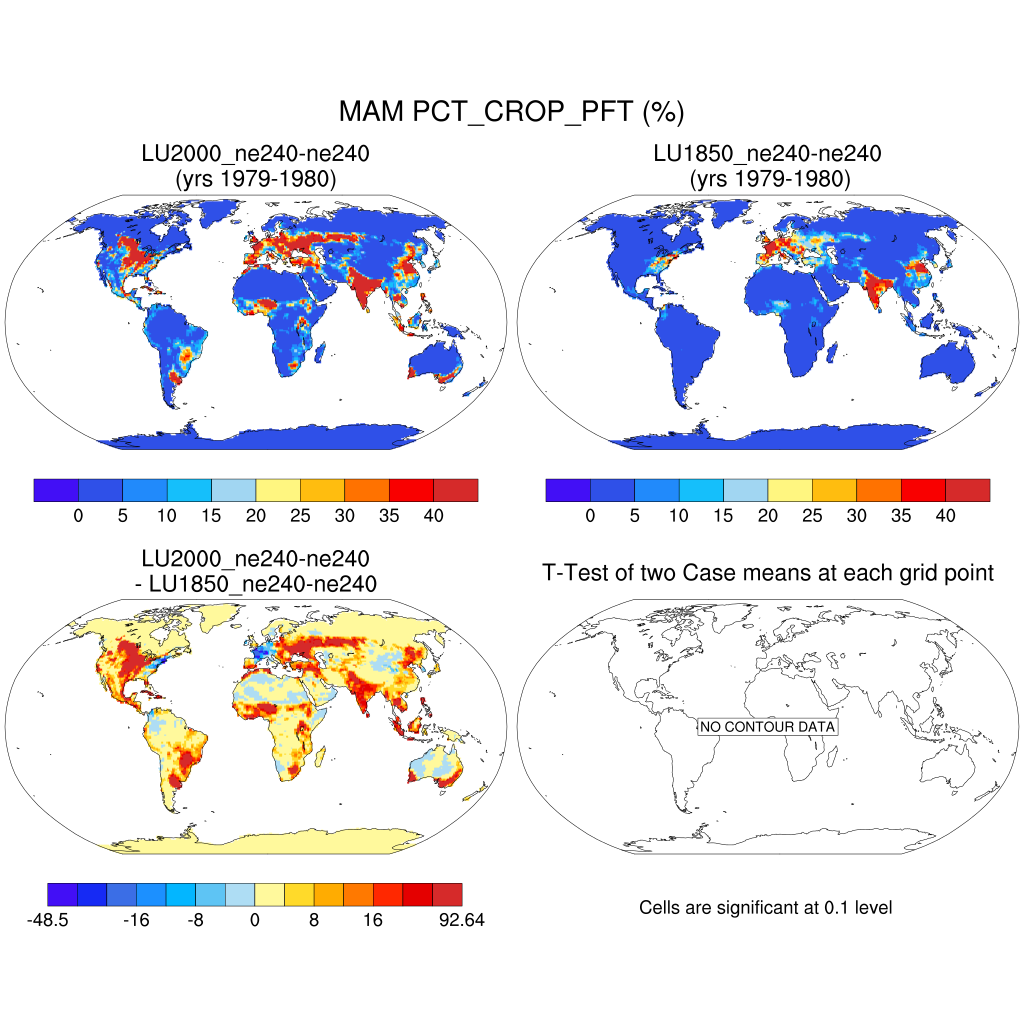 MAM PCT_CROP_PFT (%)
LU2000_ne240-ne240
(yrs 1979-1980)
LU1850_ne240-ne240
(yrs 1979-1980)
0 5 10 15 20 25 30 35 40
0 5 10 15 20 25 30 35 40
LU2000_ne240-ne240
- LU1850_ne240-ne240
T-Test of two Case means at each grid point
NO CONTOUR DATA
-48.5 -16 -8 0 8 16 92.64
Cells are significant at 0.1 level